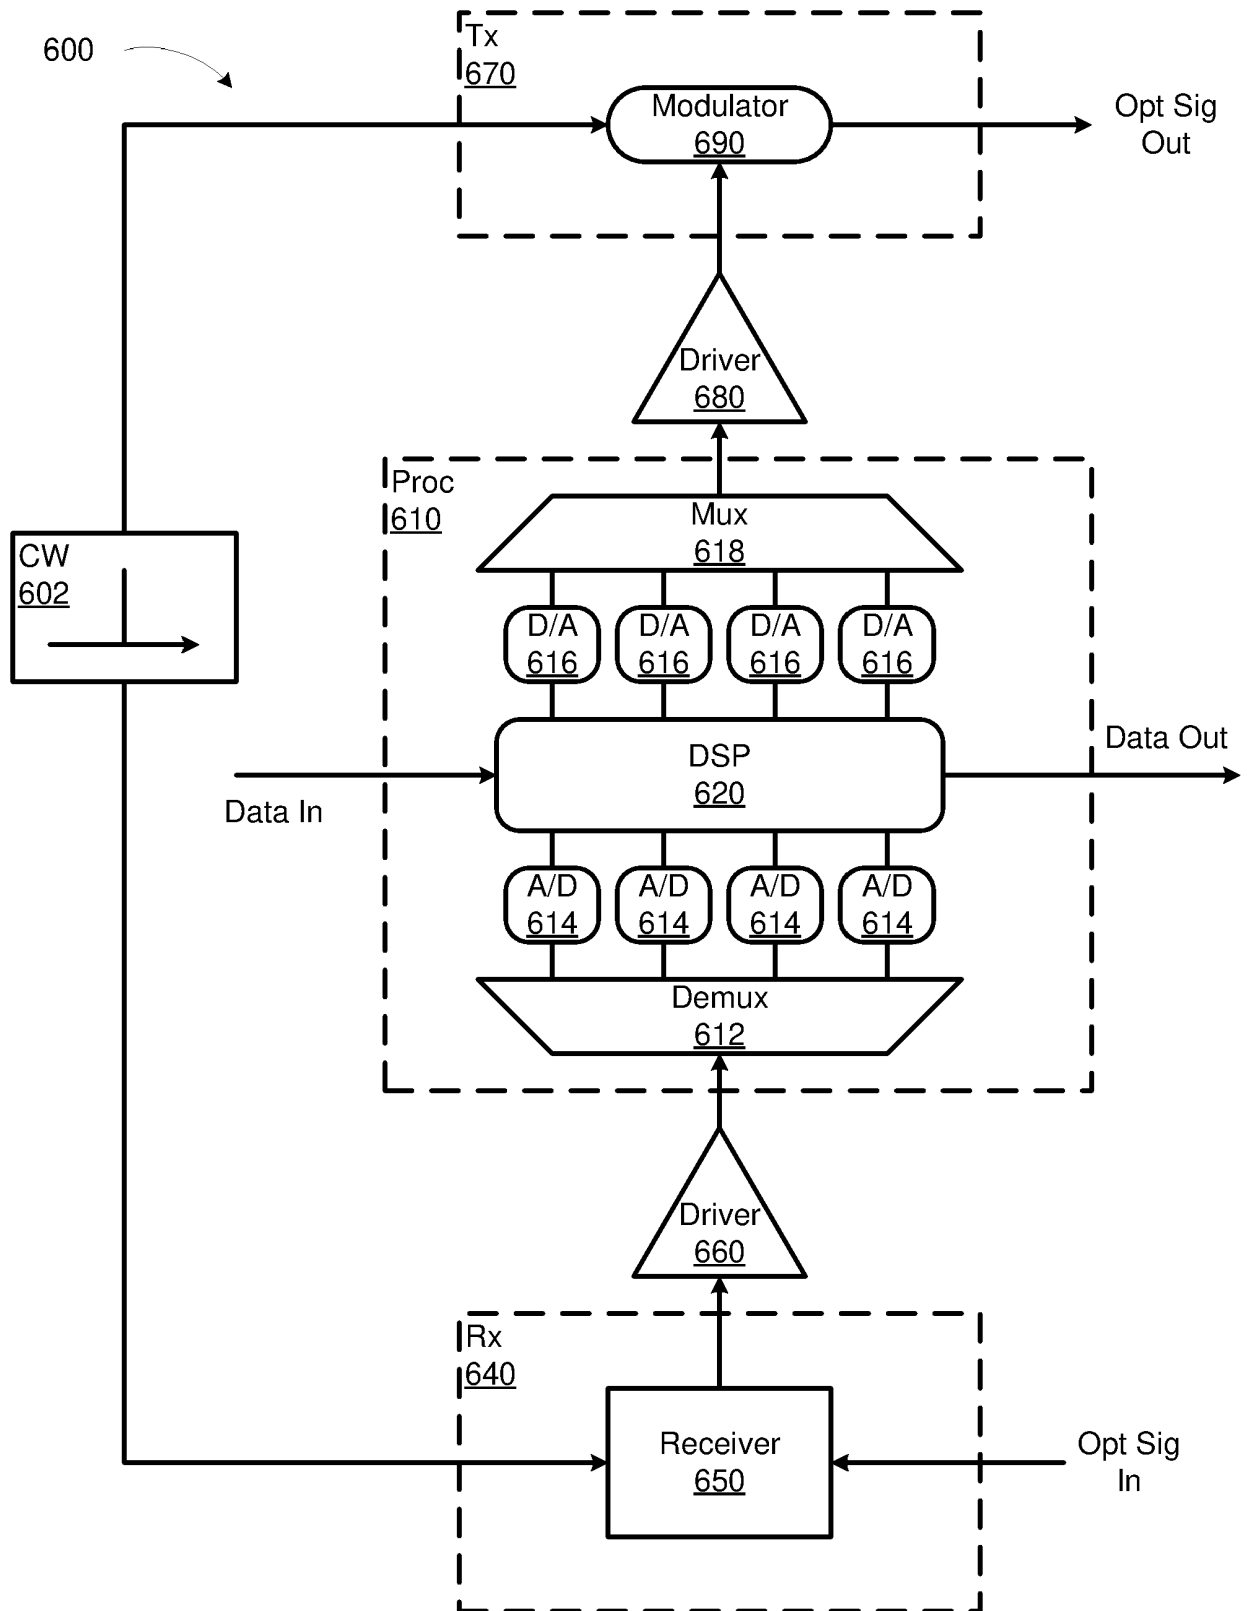 600
Tx
670
Modulator
690
Opt Sig
Out
Driver
680
Proc
610
Mux
618
CW
602
D/A D/A D/A D/A
616 616 616 616
DSP
620
Data Out
Data In
A/D A/D A/D A/D
614 614 614 614
Demux
612
Driver
660
Rx
640
Receiver
650
Opt Sig
In